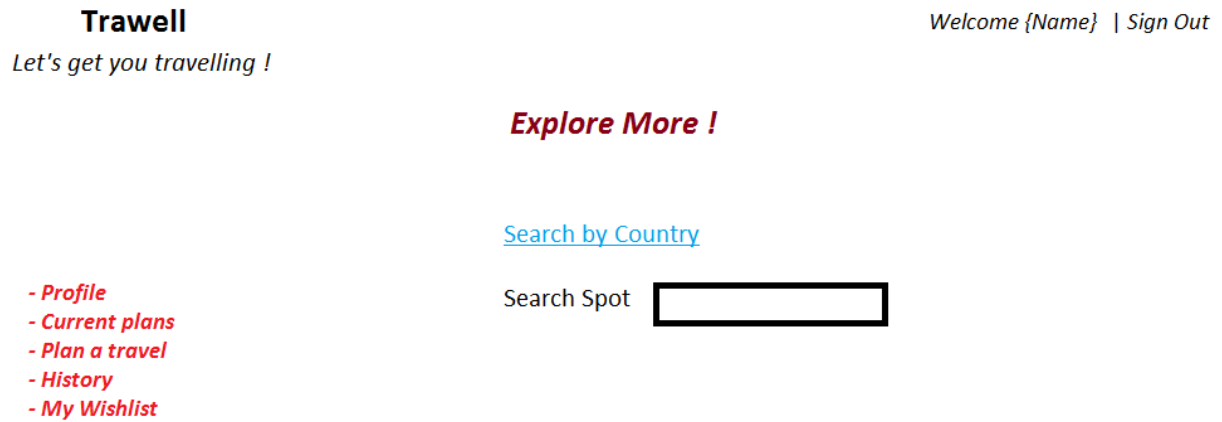 Trawell
Welcome {Name} | Sign Out
Let's get you travelling !
Explore More !
Search by Country
Search Spot
- Profile
- Current plans
- Plan a travel
- History
- My Wishlist